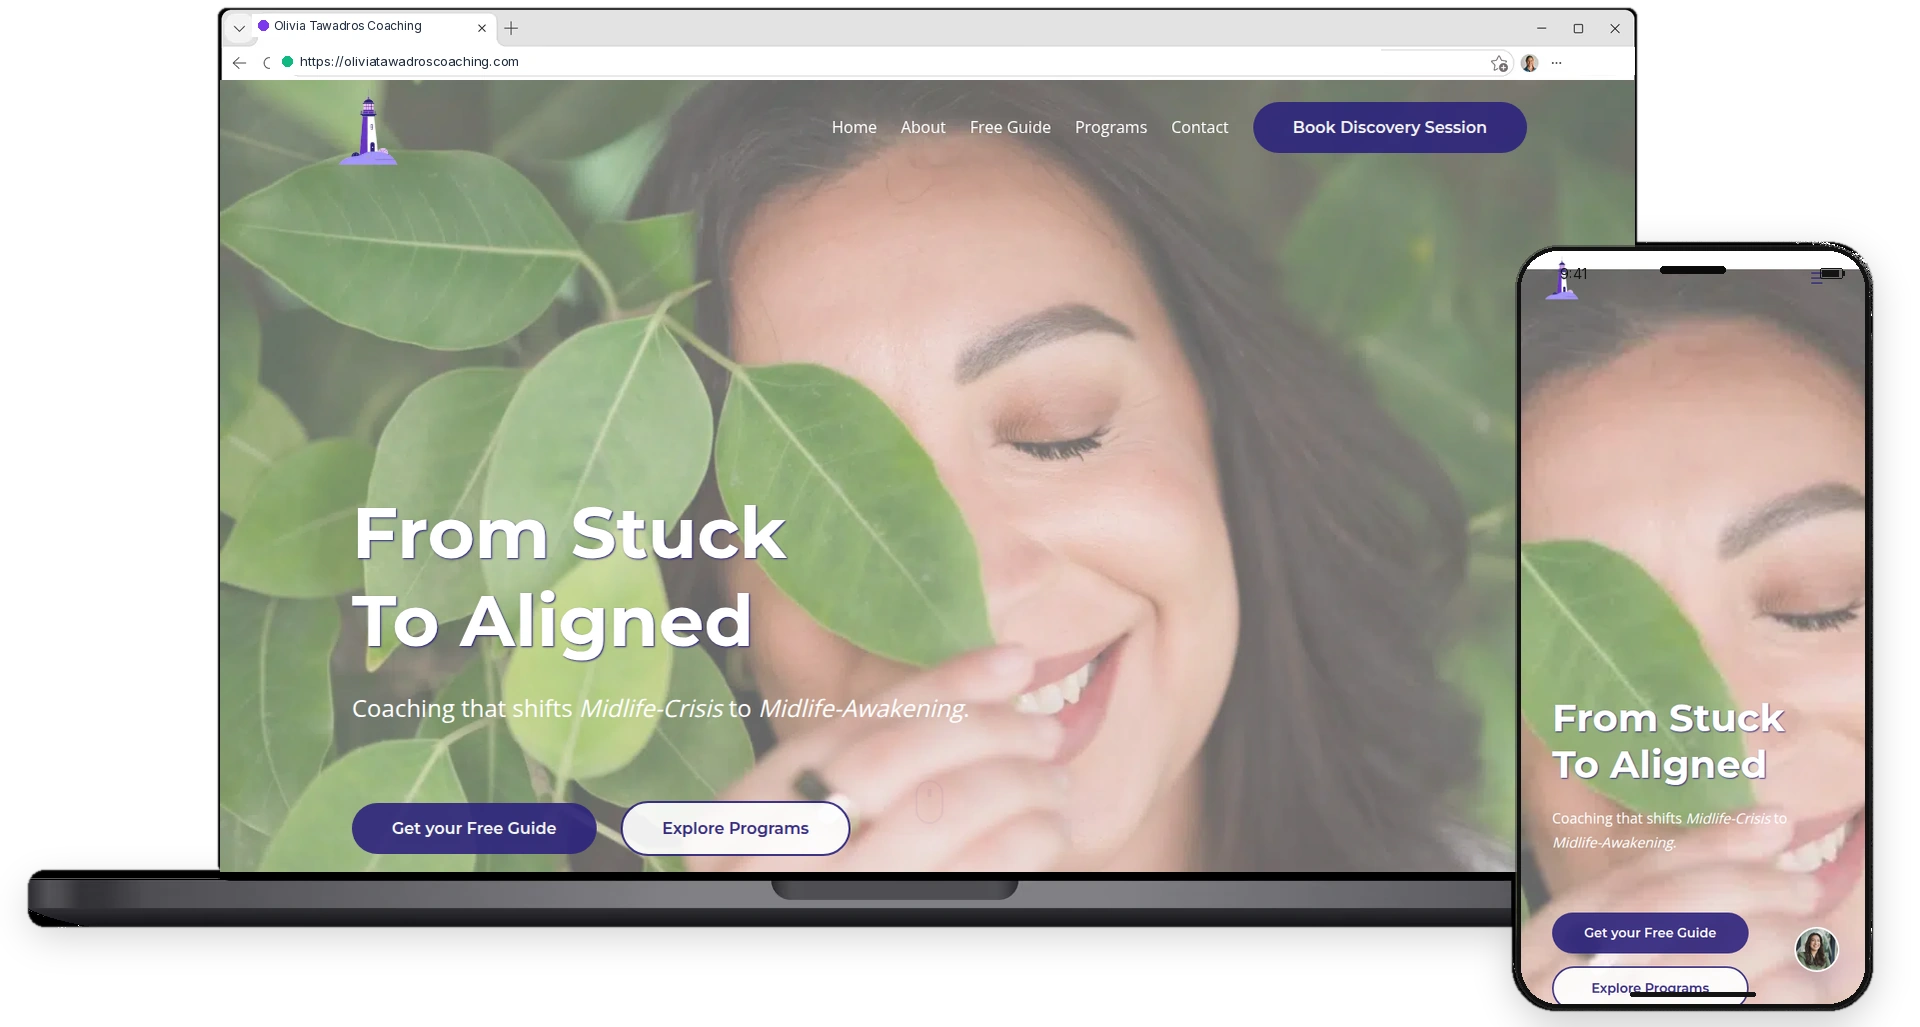 Olivia Tawadros Coaching
https://oliviatawadroscoaching.com
Home About Free Guide Programs Contact Book Discovery Session
From Stuck
To Aligned
Coaching that shifts Midlife-Crisis to Midlife-Awakening.
Get your Free Guide Explore Programs
9:41
From Stuck
To Aligned
Coaching that shifts Midlife-Crisis to
Midlife-Awakening.
Get your Free Guide
Explore Programs